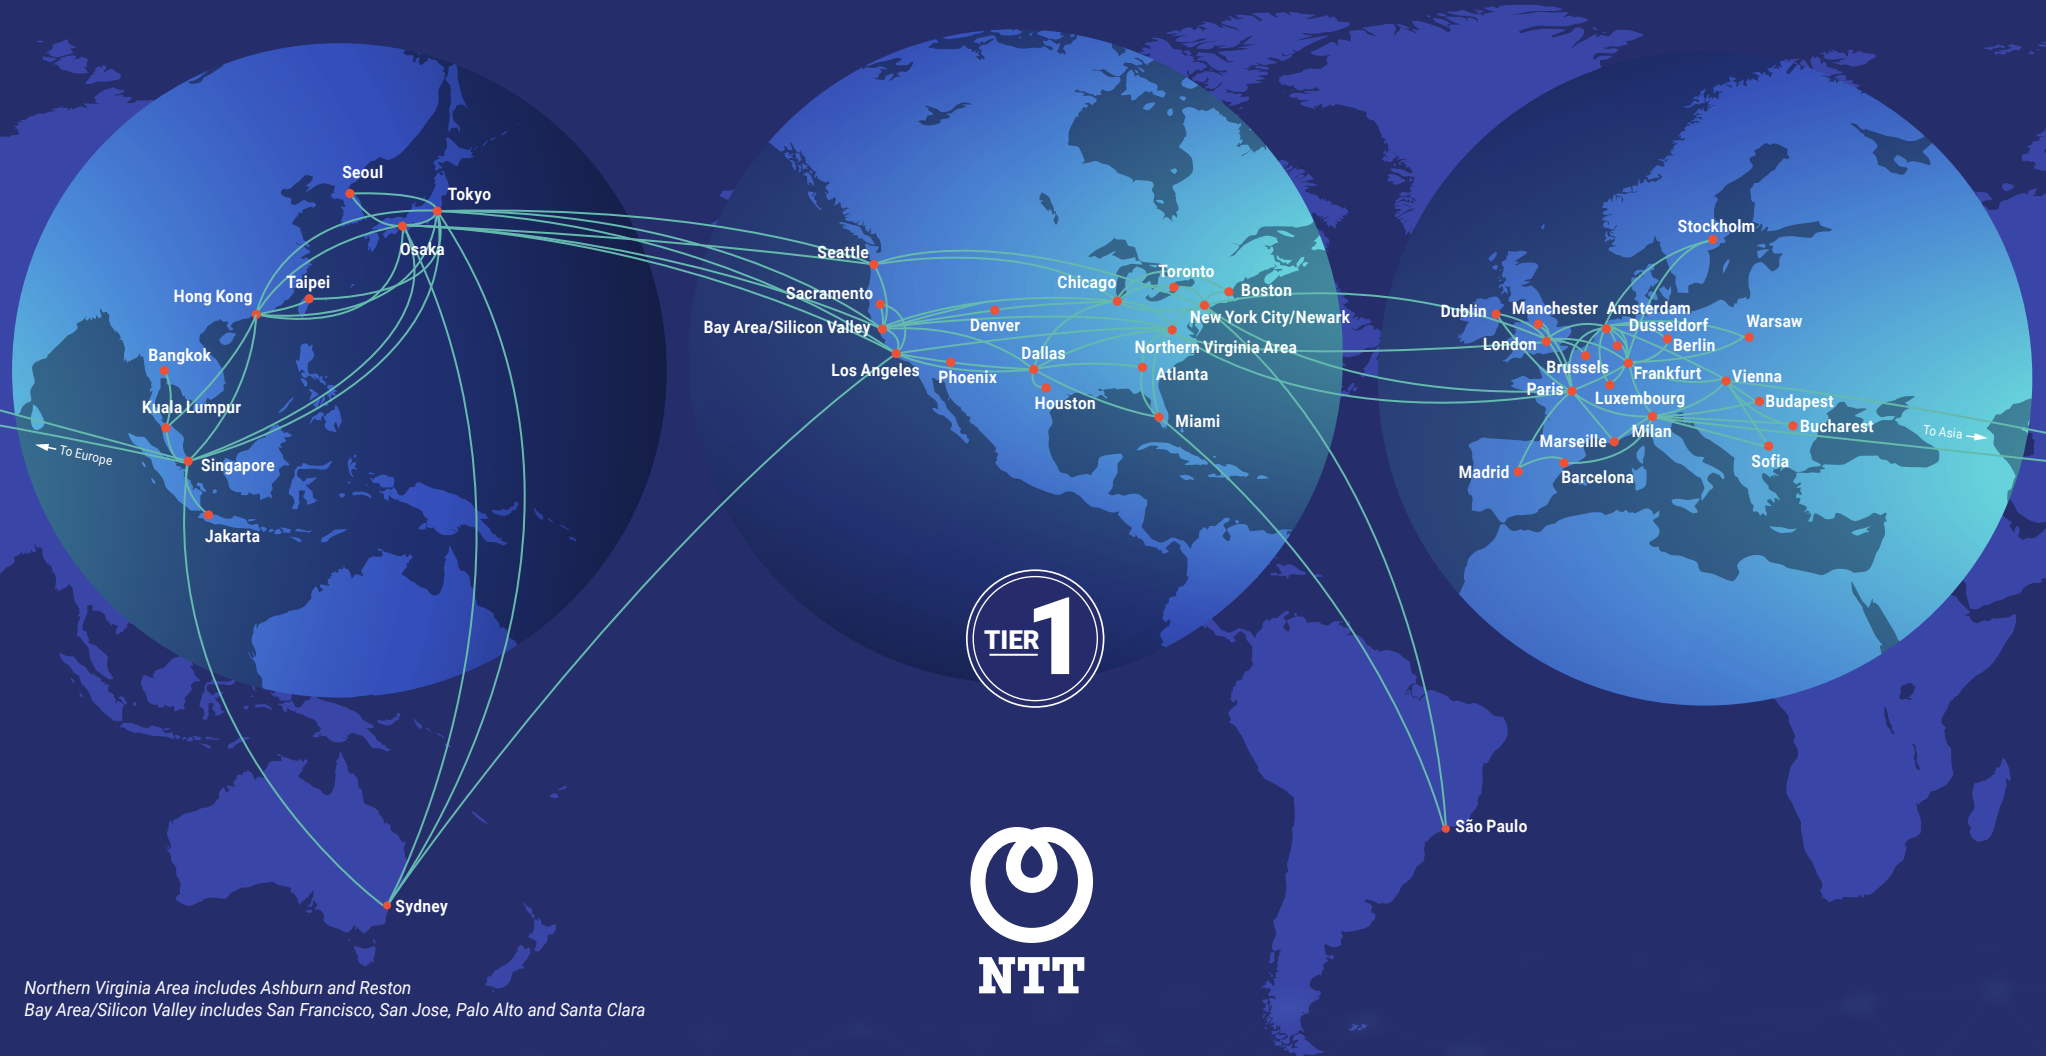 Seoul
Tokyo
Osaka
Taipei
Hong Kong
Bangkok
Kuala Lumpur
To Europe
Singapore
Jakarta
Sydney
Seattle
Sacramento
Bay Area/Silicon Valley
Los Angeles
Phoenix
Denver
Chicago
Toronto
Boston
New York City/Newark
Northern Virginia Area
Dallas
Atlanta
Houston
Miami
São Paulo
Stockholm
Dublin
Manchester
Amsterdam
Dusseldorf
Warsaw
London
Berlin
Brussels
Frankfurt
Vienna
Paris
Luxembourg
Budapest
Bucharest
Marseille
Milan
Sofia
Madrid
Barcelona
To Asia
TIER 1
NTT
Northern Virginia Area includes Ashburn and Reston
Bay Area/Silicon Valley includes San Francisco, San Jose, Palo Alto and Santa Clara